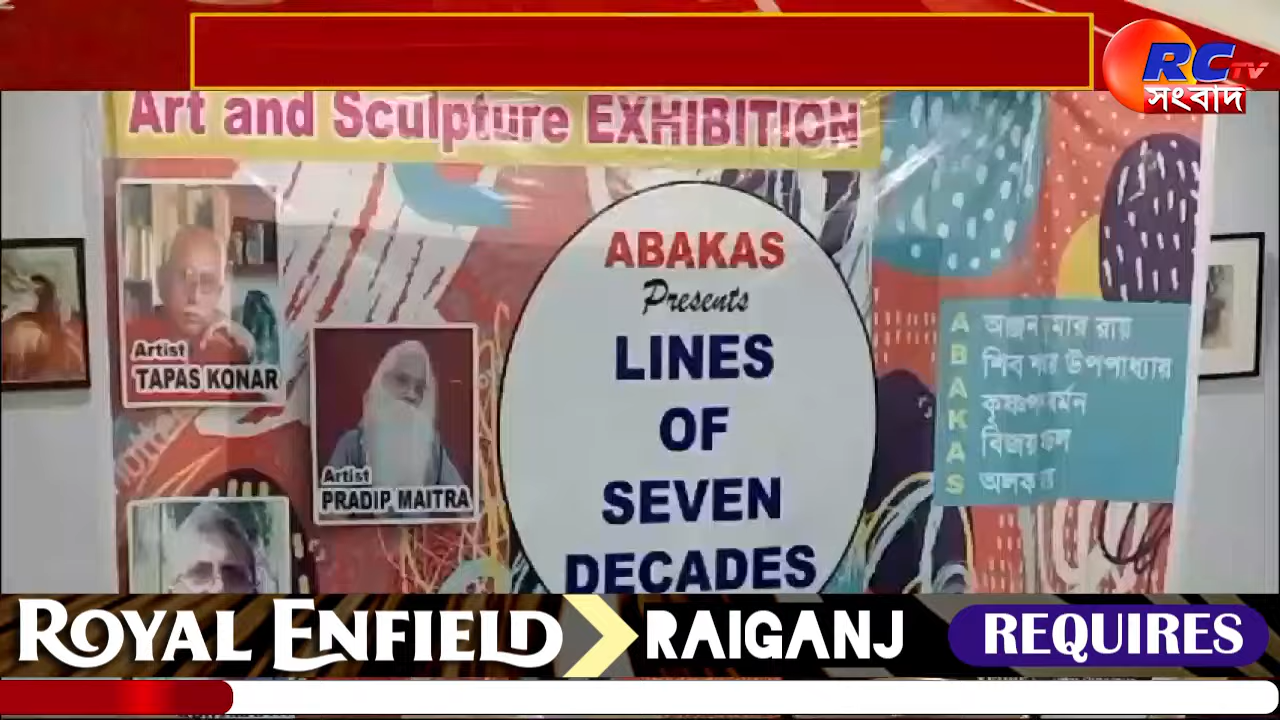 RC TV
সংবাদ
Art and Sculpture EXHIBITION
ABAKAS
Presents
LINES
OF
SEVEN
DECADES
Artist
TAPAS KONAR
Artist
PRADIP MAITRA
A
B
A
K
A
S
রায়
শিব
বিজয়
ROYAL ENFIELD RAIGANJ REQUIRES